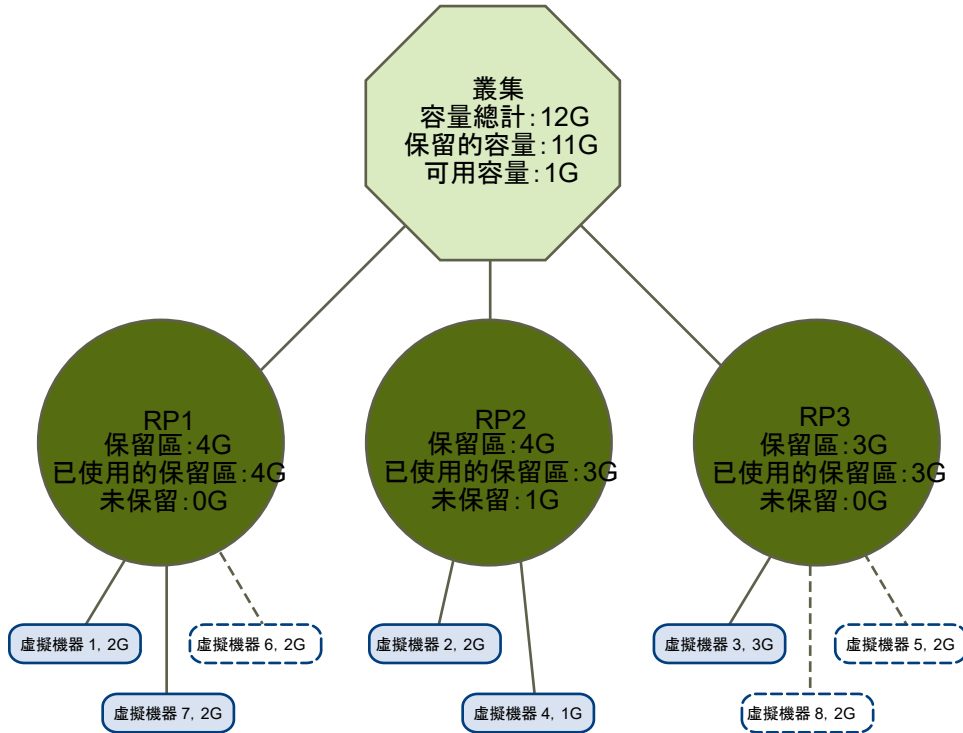 叢集
容量總計:12G
保留的容量:11G
可用容量:1G
RP1
保留區:4G
已使用的保留區:4G
未保留:0G
RP2
保留區:4G
已使用的保留區:3G
未保留:1G
RP3
保留區:3G
已使用的保留區:3G
未保留:0G
虛擬機器 1, 2G
虛擬機器 6, 2G
虛擬機器 2, 2G
虛擬機器 3, 3G
虛擬機器 5, 2G
虛擬機器 7, 2G
虛擬機器 4, 1G
虛擬機器 8, 2G